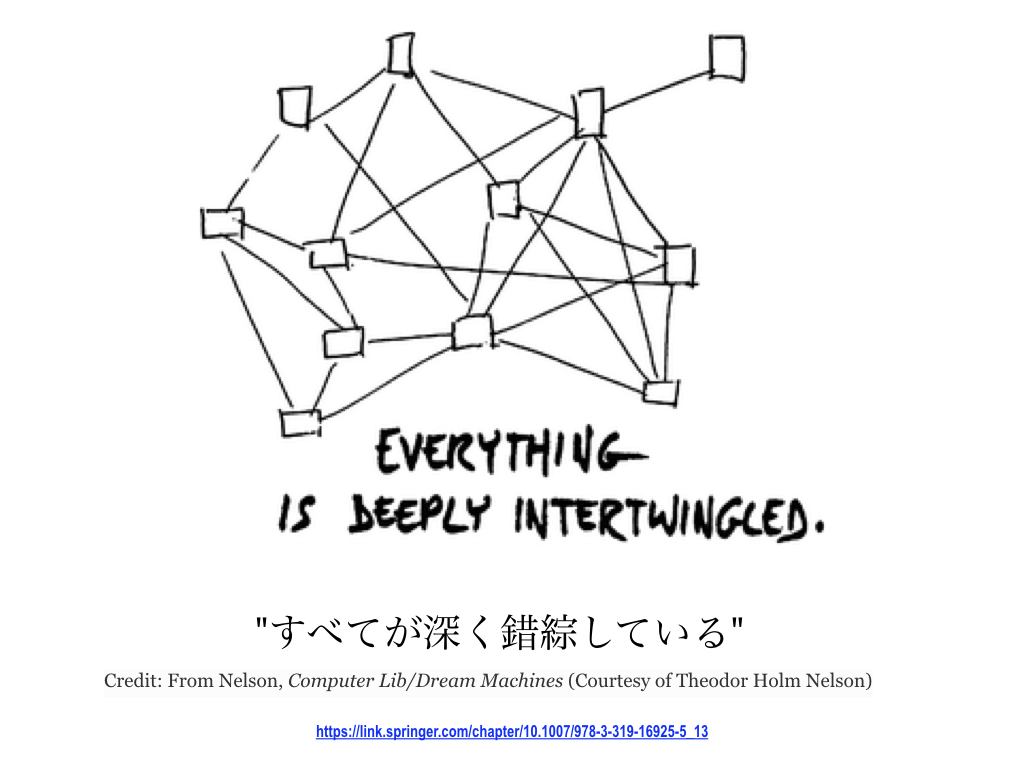 EVERYTHING
IS DEEPLY INTERTWINGLED.
"すべてが深く錯綜している"
Credit: From Nelson, Computer Lib/Dream Machines (Courtesy of Theodor Holm Nelson)
https://link.springer.com/chapter/10.1007/978-3-319-16925-5_13